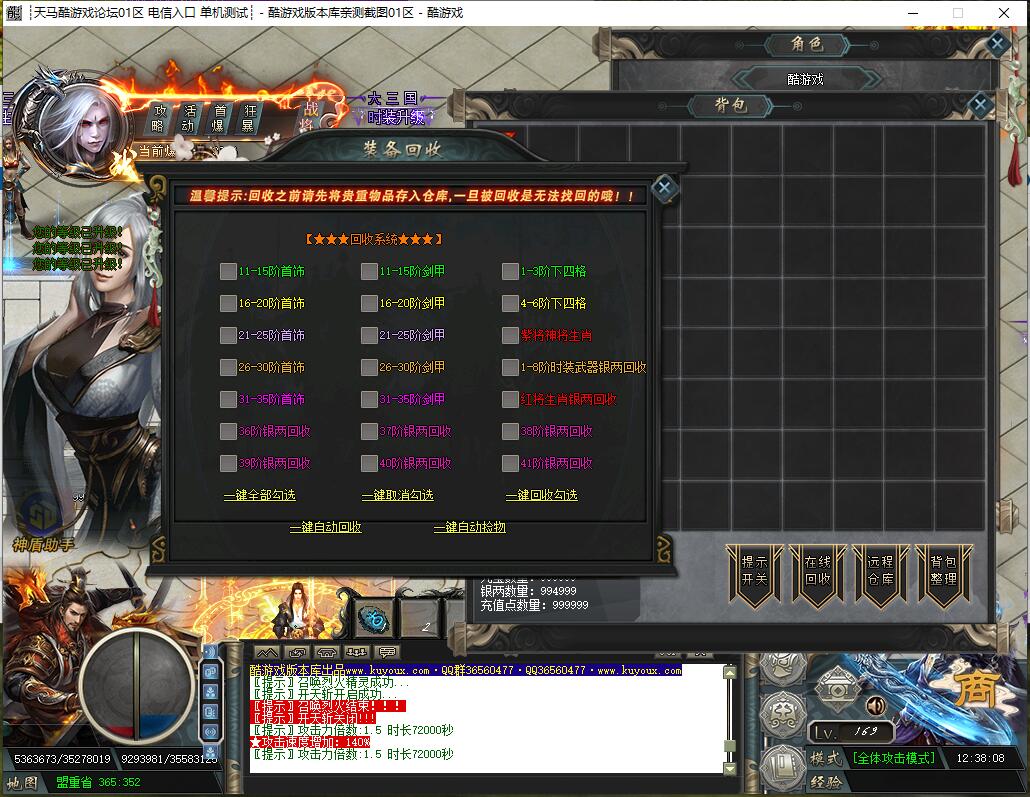 天马酷游戏论坛01区 电信入口 单机测试 - 酷游戏版本库亲测截图01区 - 酷游戏
角色
酷游戏
背包
攻略
活动
首爆
狂暴
战将
大三国
时装升级
当前爆
装备回收
温馨提示:回收之前请先将贵重物品存入仓库,一旦被回收是无法找回的哦！！
您的等级已升级!
您的等级已升级!
您的等级已升级!
【★★★回收系统★★★】
11-15阶首饰 11-15阶剑甲 1-3阶下四格
16-20阶首饰 16-20阶剑甲 4-6阶下四格
21-25阶首饰 21-25阶剑甲 紫将神将生肖
26-30阶首饰 26-30阶剑甲 1-8阶时装武器银两回收
31-35阶首饰 31-35阶剑甲 红将生肖银两回收
36阶银两回收 37阶银两回收 38阶银两回收
39阶银两回收 40阶银两回收 41阶银两回收
一键全部勾选 一键取消勾选 一键回收勾选
一键自动回收 一键自动捡物
99
神盾助手
提示开关
在线回收
远程仓库
背包整理
银两数量: 994999
充值点数量: 999999
2
酷游戏版本库出品www.kuyoux.com·QQ群36560477·QQ36560477·www.kuyoux.com
〖提示〗召唤烈火精灵成功...
〖提示〗开天斩开启成功...
〖提示〗召唤烈火结束!!!!
〖提示〗开天斩关闭!!!
〖提示〗攻击力倍数:1.5 时长72000秒
★攻击速度增加: 140%
〖提示〗攻击力倍数:1.5 时长72000秒
商
Lv. 169
5363673/35278019 9293981/35583125
模式 [全体攻击模式] 12:38:08
地图 盟重省 365:352
经验